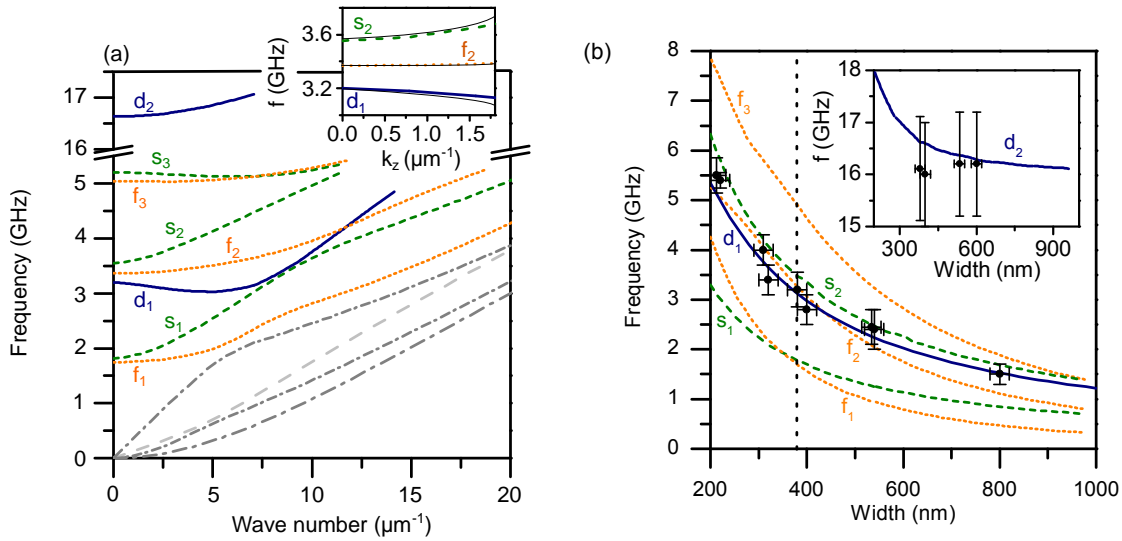 (a)
17
16
5
4
3
2
1
0
Frequency (GHz)
0
5
10
15
20
Wave number (µm⁻¹)
d₂
s₃
f₃
s₂
f₂
d₁
s₁
f₁
3.6
3.2
f (GHz)
s₂
f₂
d₁
0.0
0.5
1.0
1.5
k_z (µm⁻¹)
(b)
8
7
6
5
4
3
2
1
0
Frequency (GHz)
200
400
600
800
1000
Width (nm)
f₃
d₁
s₂
s₁
f₂
f₁
18
17
16
15
f (GHz)
d₂
300
600
900
Width (nm)